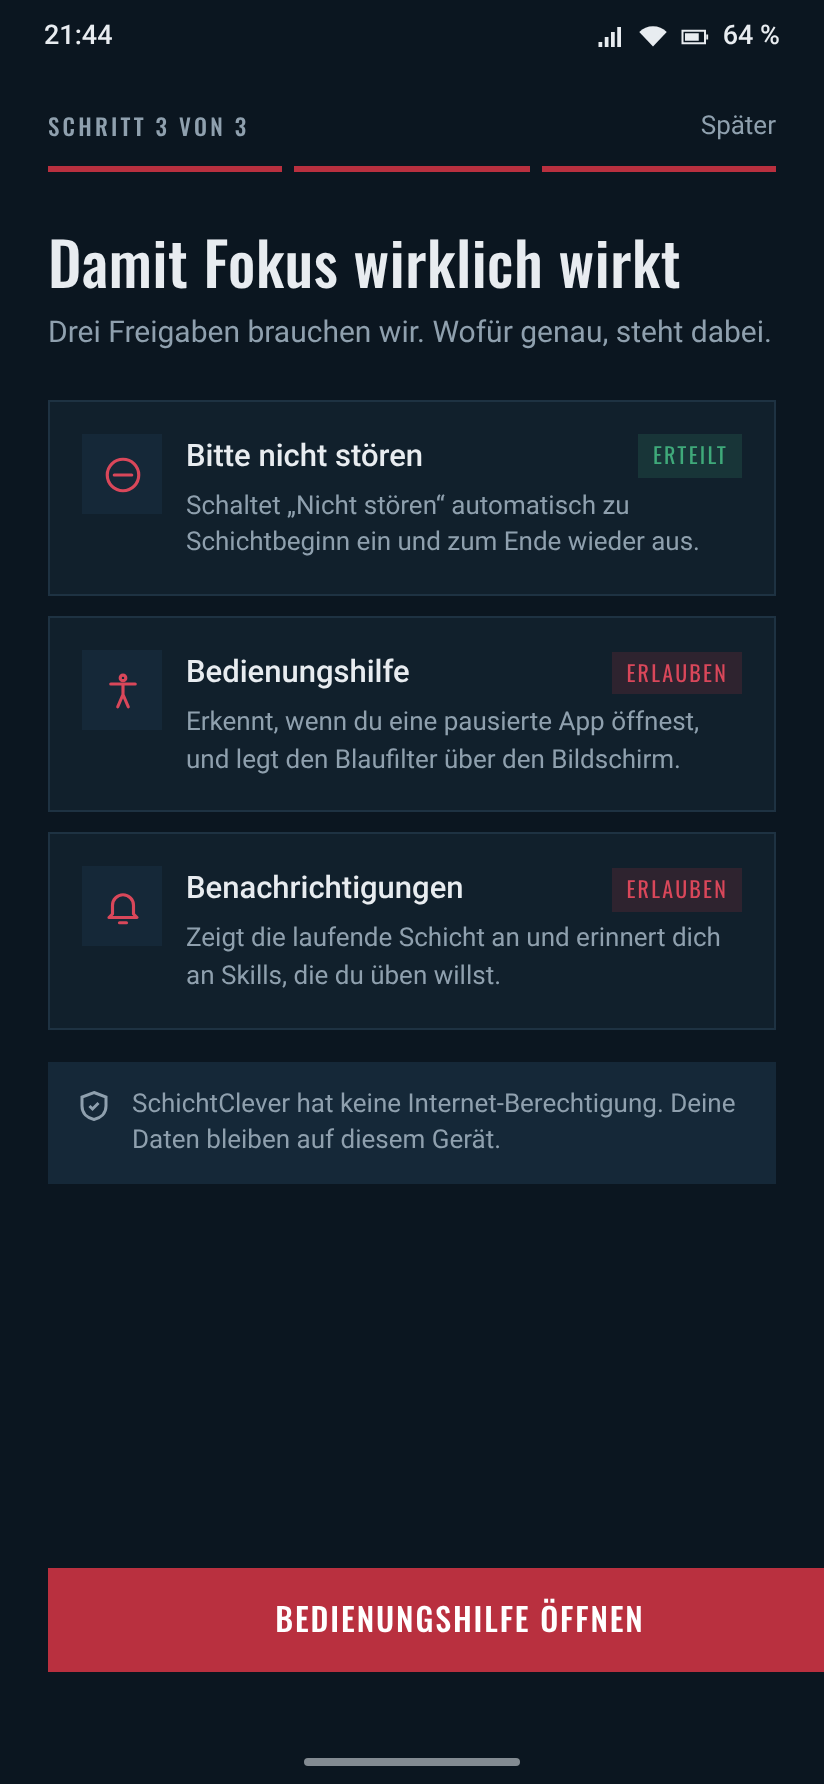 21:44
64 %
SCHRITT 3 VON 3
Später
Damit Fokus wirklich wirkt
Drei Freigaben brauchen wir. Wofür genau, steht dabei.
Bitte nicht stören
ERTEILT
Schaltet „Nicht stören“ automatisch zu
Schichtbeginn ein und zum Ende wieder aus.
Bedienungshilfe
ERLAUBEN
Erkennt, wenn du eine pausierte App öffnest,
und legt den Blaufilter über den Bildschirm.
Benachrichtigungen
ERLAUBEN
Zeigt die laufende Schicht an und erinnert dich
an Skills, die du üben willst.
SchichtClever hat keine Internet-Berechtigung. Deine
Daten bleiben auf diesem Gerät.
BEDIENUNGSHILFE ÖFFNEN